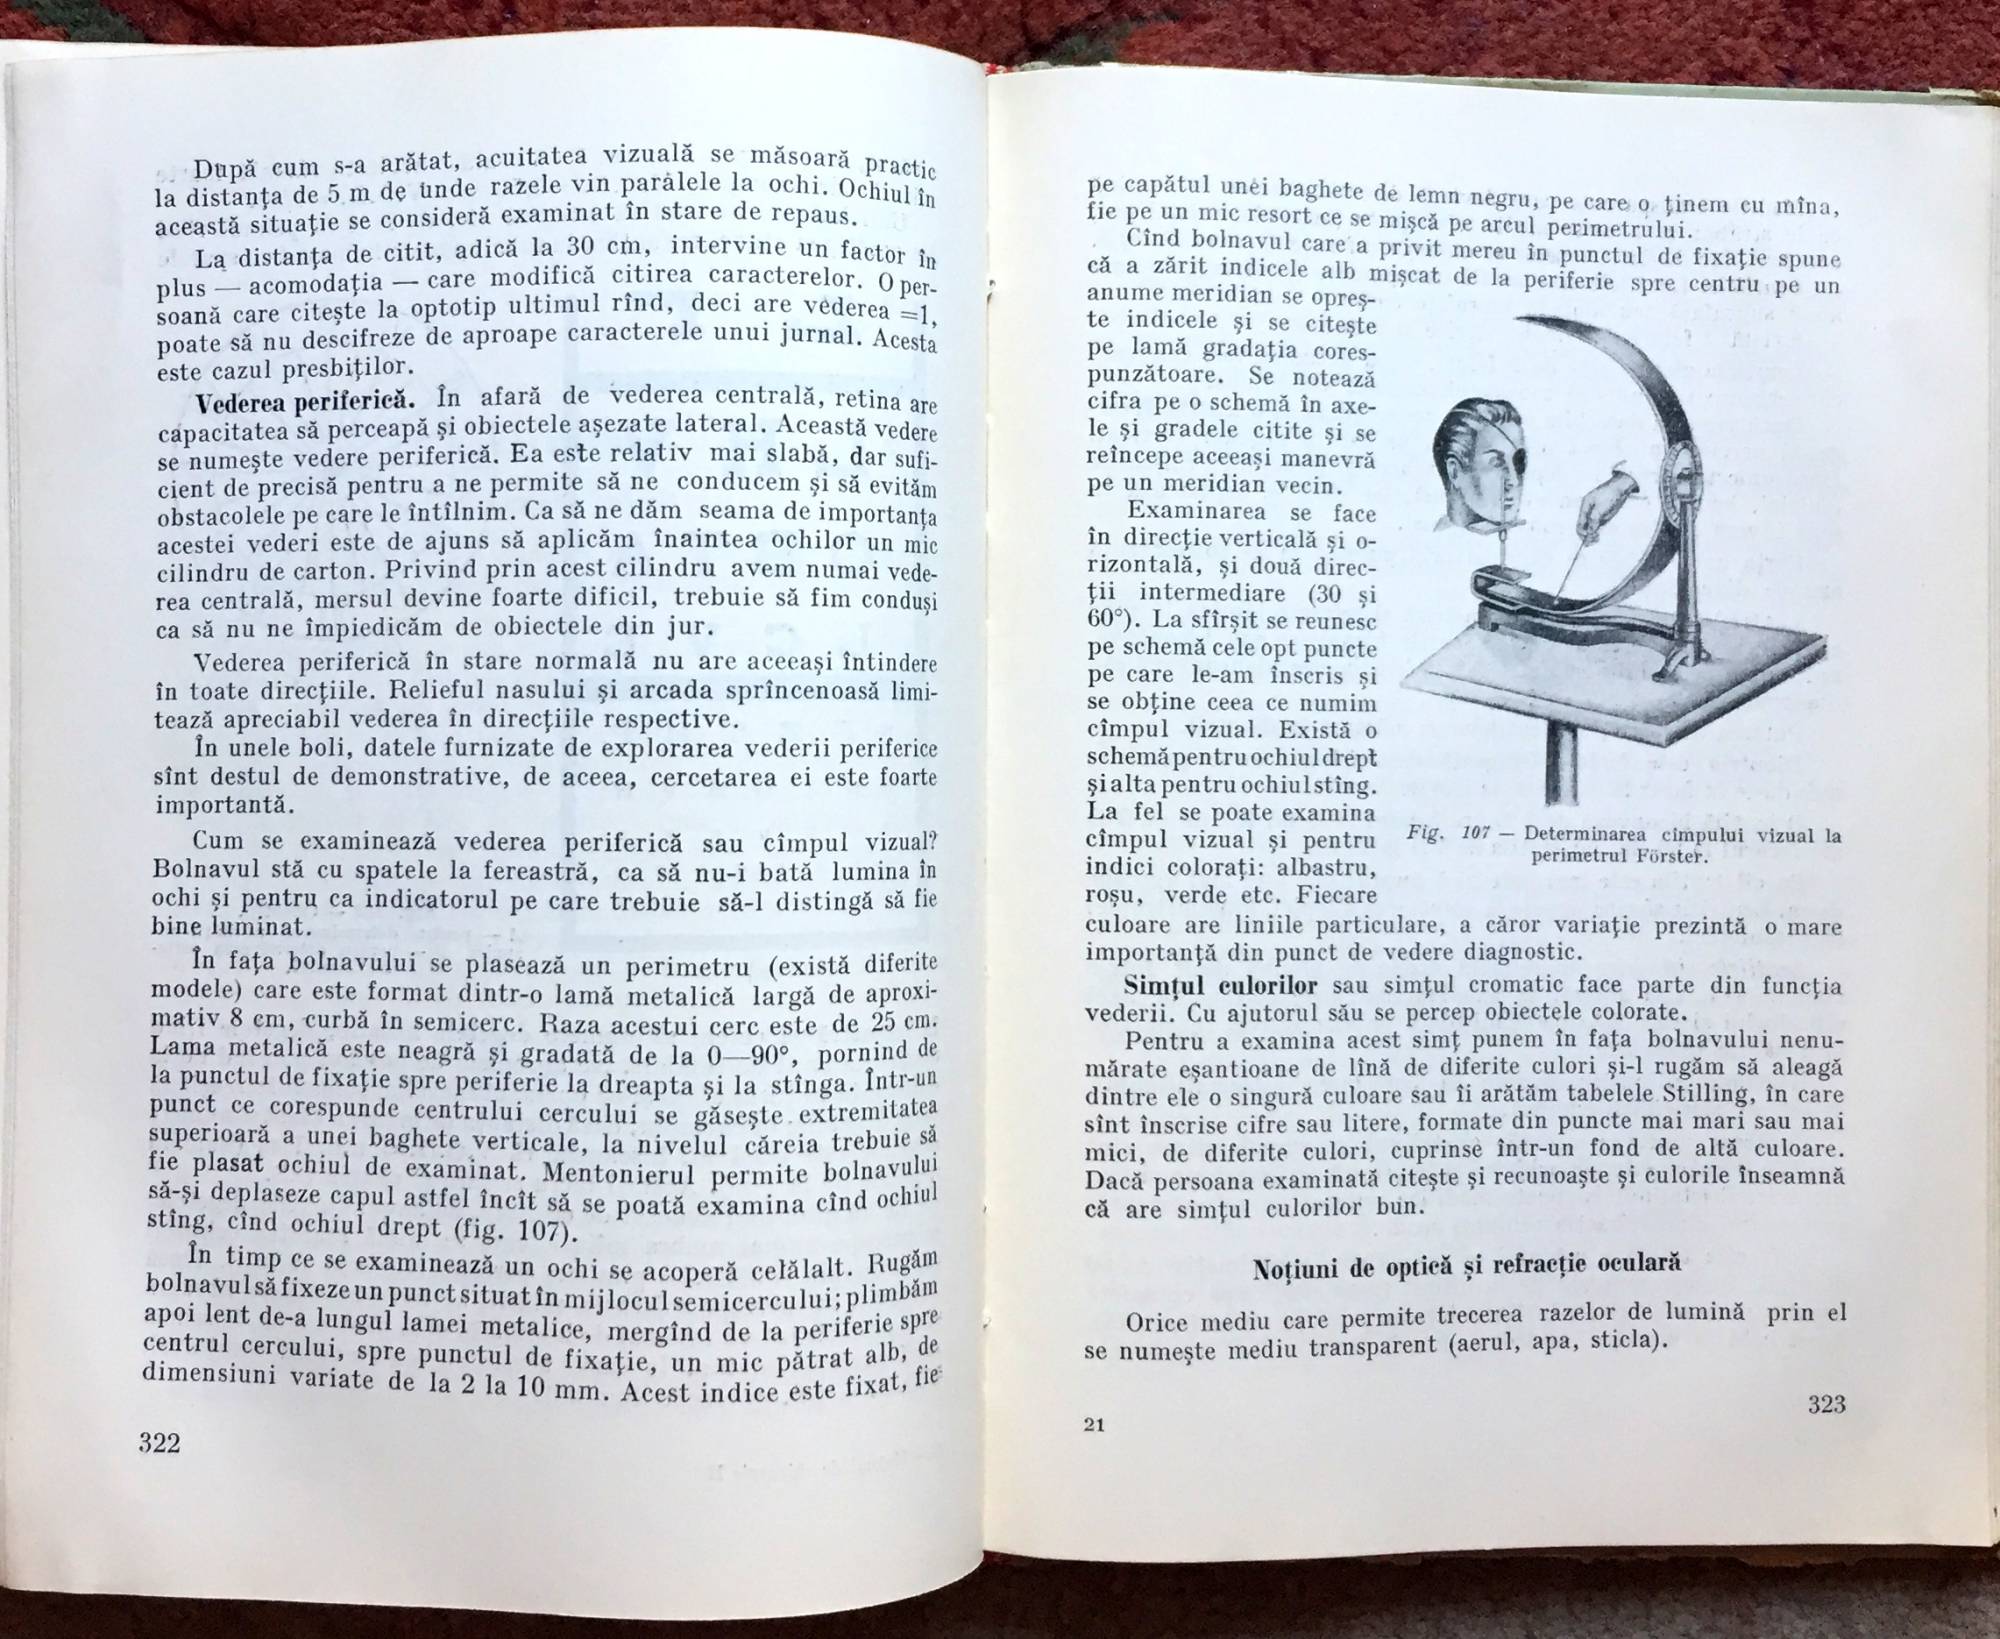 După cum s-a arătat, acuitatea vizuală se măsoară practic
la distanța de 5 m de unde razele vin paralele la ochi. Ochiul în
această situație se consideră examinat în stare de repaus.
La distanța de citit, adică la 30 cm, intervine un factor în
plus — acomodația — care modifică citirea caracterelor. O per-
soană care citește la optotip ultimul rînd, deci are vederea =1,
poate să nu descifreze de aproape caracterele unui jurnal. Acesta
este cazul presbiților.
Vederea periferică. În afară de vederea centrală, retina are
capacitatea să perceapă și obiectele așezate lateral. Această vedere
se numește vedere periferică. Ea este relativ mai slabă, dar sufi-
cient de precisă pentru a ne permite să ne conducem și să evităm
obstacolele pe care le întîlnim. Ca să ne dăm seama de importanța
acestei vederi este de ajuns să aplicăm înaintea ochilor un mic
cilindru de carton. Privind prin acest cilindru avem numai vede-
rea centrală, mersul devine foarte dificil, trebuie să fim conduși
ca să nu ne împiedicăm de obiectele din jur.
Vederea periferică în stare normală nu are aceeași întindere
în toate direcțiile. Relieful nasului și arcada sprîncenoasă limi-
tează apreciabil vederea în direcțiile respective.
În unele boli, datele furnizate de explorarea vederii periferice
sînt destul de demonstrative, de aceea, cercetarea ei este foarte
importantă.
Cum se examinează vederea periferică sau cîmpul vizual?
Bolnavul stă cu spatele la fereastră, ca să nu-i bată lumina în
ochi și pentru ca indicatorul pe care trebuie să-l distingă să fie
bine luminat.
În fața bolnavului se plasează un perimetru (există diferite
modele) care este format dintr-o lamă metalică largă de aproxi-
mativ 8 cm, curbă în semicerc. Raza acestui cerc este de 25 cm.
Lama metalică este neagră și gradată de la 0—90°, pornind de
la punctul de fixație spre periferie la dreapta și la stînga. Într-un
punct ce corespunde centrului cercului se găsește extremitatea
superioară a unei baghete verticale, la nivelul căreia trebuie să
fie plasat ochiul de examinat. Mentonierul permite bolnavului
să-și deplaseze capul astfel încît să se poată examina cînd ochiul
stîng, cînd ochiul drept (fig. 107).
În timp ce se examinează un ochi se acoperă celălalt. Rugăm
bolnavul să fixeze un punct situat în mijlocul semicercului; plimbăm
apoi lent de-a lungul lamei metalice, mergînd de la periferie spre
centrul cercului, spre punctul de fixație, un mic pătrat alb, de
dimensiuni variate de la 2 la 10 mm. Acest indice este fixat, fie
322
pe capătul unei baghete de lemn negru, pe care o ținem cu mîna,
fie pe un mic resort ce se mișcă pe arcul perimetrului.
Cînd bolnavul care a privit mereu în punctul de fixație spune
că a zărit indicele alb mișcat de la periferie spre centru pe un
anume meridian se opreș-
te indicele și se citește
pe lamă gradația cores-
punzătoare. Se notează
cifra pe o schemă în axe-
le și gradele citite și se
reîncepe aceeași manevră
pe un meridian vecin.
Examinarea se face
în direcție verticală și o-
rizontală, și două direc-
ții intermediare (30 și
60°). La sfîrșit se reunesc
pe schemă cele opt puncte
pe care le-am înscris și
se obține ceea ce numim
cîmpul vizual. Există o
schemă pentru ochiul drept
și alta pentru ochiul stîng.
La fel se poate examina
cîmpul vizual și pentru
indici colorați: albastru,
roșu, verde etc. Fiecare
culoare are liniile particulare, a căror variație prezintă o mare
importanță din punct de vedere diagnostic.
Fig. 107 — Determinarea cîmpului vizual la
perimetrul Förster.
Simțul culorilor sau simțul cromatic face parte din funcția
vederii. Cu ajutorul său se percep obiectele colorate.
Pentru a examina acest simț punem în fața bolnavului nenu-
mărate eșantioane de lînă de diferite culori și-l rugăm să aleagă
dintre ele o singură culoare sau îi arătăm tabelele Stilling, în care
sînt înscrise cifre sau litere, formate din puncte mai mari sau mai
mici, de diferite culori, cuprinse într-un fond de altă culoare.
Dacă persoana examinată citește și recunoaște și culorile înseamnă
că are simțul culorilor bun.
Noțiuni de optică și refracție oculară
Orice mediu care permite trecerea razelor de lumină prin el
se numește mediu transparent (aerul, apa, sticla).
21
323